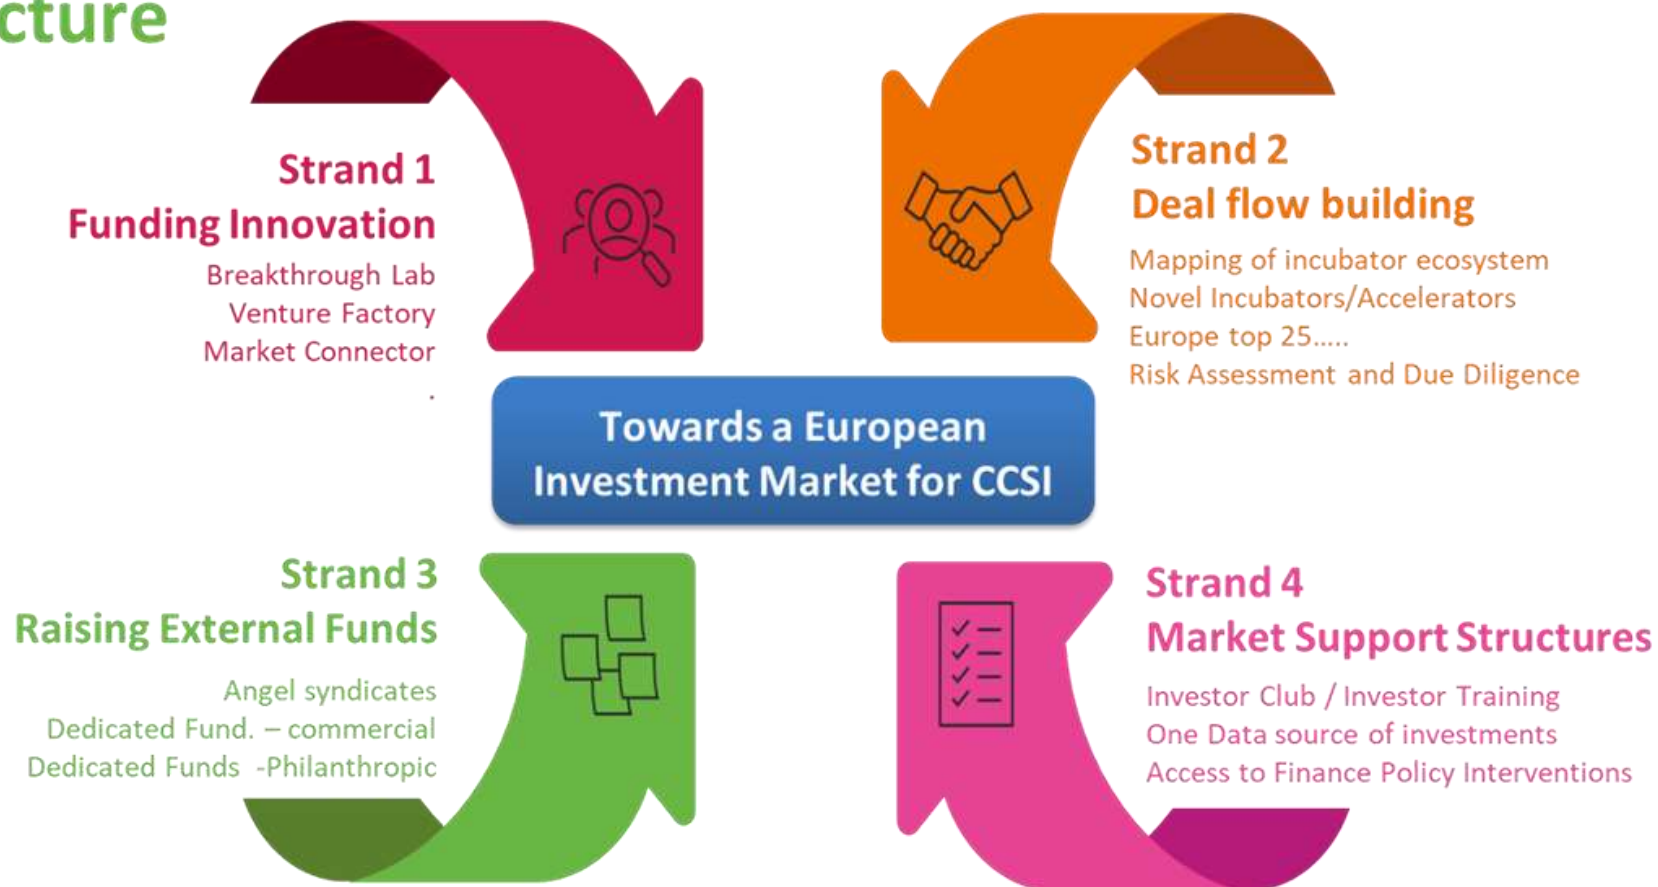 cture
Strand 1
Funding Innovation
Breakthrough Lab
Venture Factory
Market Connector
.
Strand 2
Deal flow building
Mapping of incubator ecosystem
Novel Incubators/Accelerators
Europe top 25.....
Risk Assessment and Due Diligence
Towards a European
Investment Market for CCSI
Strand 3
Raising External Funds
Angel syndicates
Dedicated Fund. – commercial
Dedicated Funds -Philanthropic
Strand 4
Market Support Structures
Investor Club / Investor Training
One Data source of investments
Access to Finance Policy Interventions